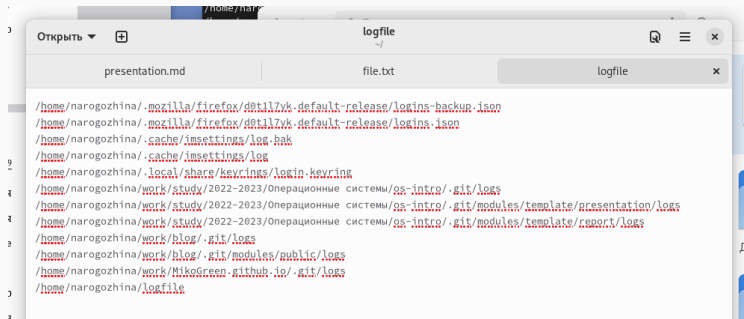 /home/narro
Открыть
logfile
~/
presentation.md
file.txt
logfile
/home/narogozhina/.mozilla/firefox/d0t1l7yk.default-release/logins-backup.json
/home/narogozhina/.mozilla/firefox/d0t1l7yk.default-release/logins.json
/home/narogozhina/.cache/imsettings/log.bak
/home/narogozhina/.cache/imsettings/log
/home/narogozhina/.local/share/keyrings/login.keyring
/home/narogozhina/work/study/2022-2023/Операционные системы/os-intro/.git/logs
/home/narogozhina/work/study/2022-2023/Операционные системы/os-intro/.git/modules/template/presentation/logs
/home/narogozhina/work/study/2022-2023/Операционные системы/os-intro/.git/modules/template/report/logs
/home/narogozhina/work/blog/.git/logs
/home/narogozhina/work/blog/.git/modules/public/logs
/home/narogozhina/work/MikoGreen.github.io/.git/logs
/home/narogozhina/logfile